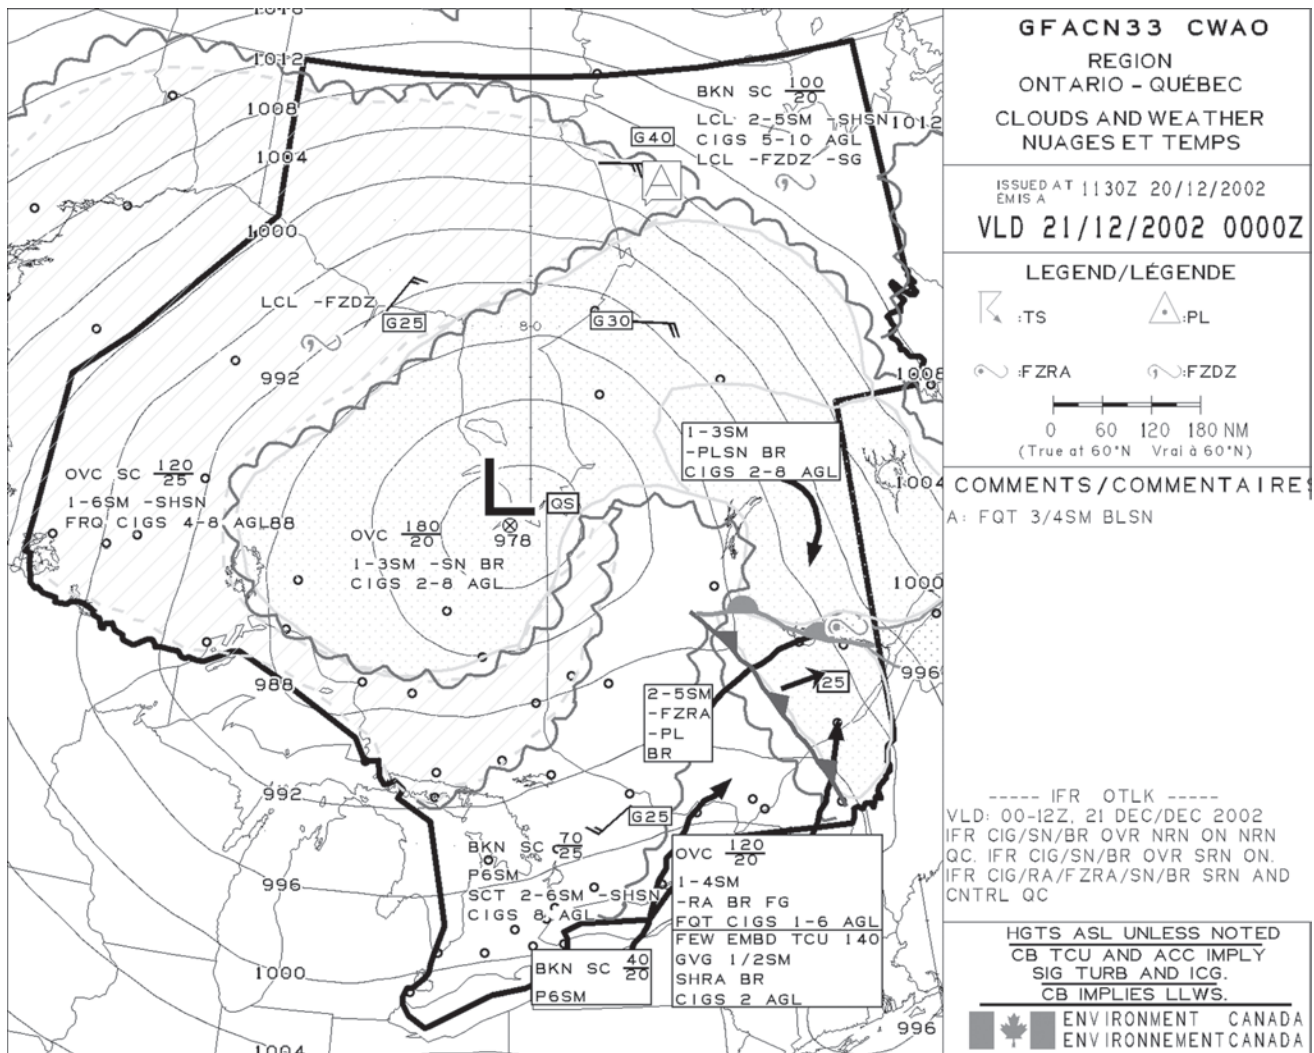 1016
1012
1008
1004
1000
992
988
992
996
1000
1004
1012
1008
1004
1000
996
996
BKN SC 100/20
LCL 2-5SM -SHSN
CIGS 5-10 AGL
LCL -FZDZ -SG
G40
A
LCL -FZDZ
G25
80
G30
1-3SM
-PLSN BR
CIGS 2-8 AGL
OVC SC 120/25
1-6SM -SHSN
FRQ CIGS 4-8 AGL88
L
QS
978
OVC 180/20
1-3SM -SN BR
CIGS 2-8 AGL
25
2-5SM
-FZRA
-PL
BR
G25
BKN SC 70/25
P6SM
SCT 2-6SM -SHSN
CIGS 8 AGL
OVC 120/20
1-4SM
-RA BR FG
FQT CIGS 1-6 AGL
FEW EMBD TCU 140
GVG 1/2SM
SHRA BR
CIGS 2 AGL
BKN SC 40/20
P6SM
GFACN33 CWAO
REGION
ONTARIO - QUÉBEC
CLOUDS AND WEATHER
NUAGES ET TEMPS
ISSUED AT 1130Z 20/12/2002
ÉMIS A
VLD 21/12/2002 0000Z
LEGEND/LÉGENDE
:TS :PL
:FZRA :FZDZ
0 60 120 180 NM
(True at 60°N Vrai à 60°N)
COMMENTS/COMMENTAIRES
A: FQT 3/4SM BLSN
----- IFR OTLK -----
VLD: 00-12Z, 21 DEC/DEC 2002
IFR CIG/SN/BR OVR NRN ON NRN
QC. IFR CIG/SN/BR OVR SRN ON.
IFR CIG/RA/FZRA/SN/BR SRN AND
CNTRL QC
HGTS ASL UNLESS NOTED
CB TCU AND ACC IMPLY
SIG TURB AND ICG.
CB IMPLIES LLWS.
ENVIRONMENT CANADA
ENVIRONNEMENT CANADA